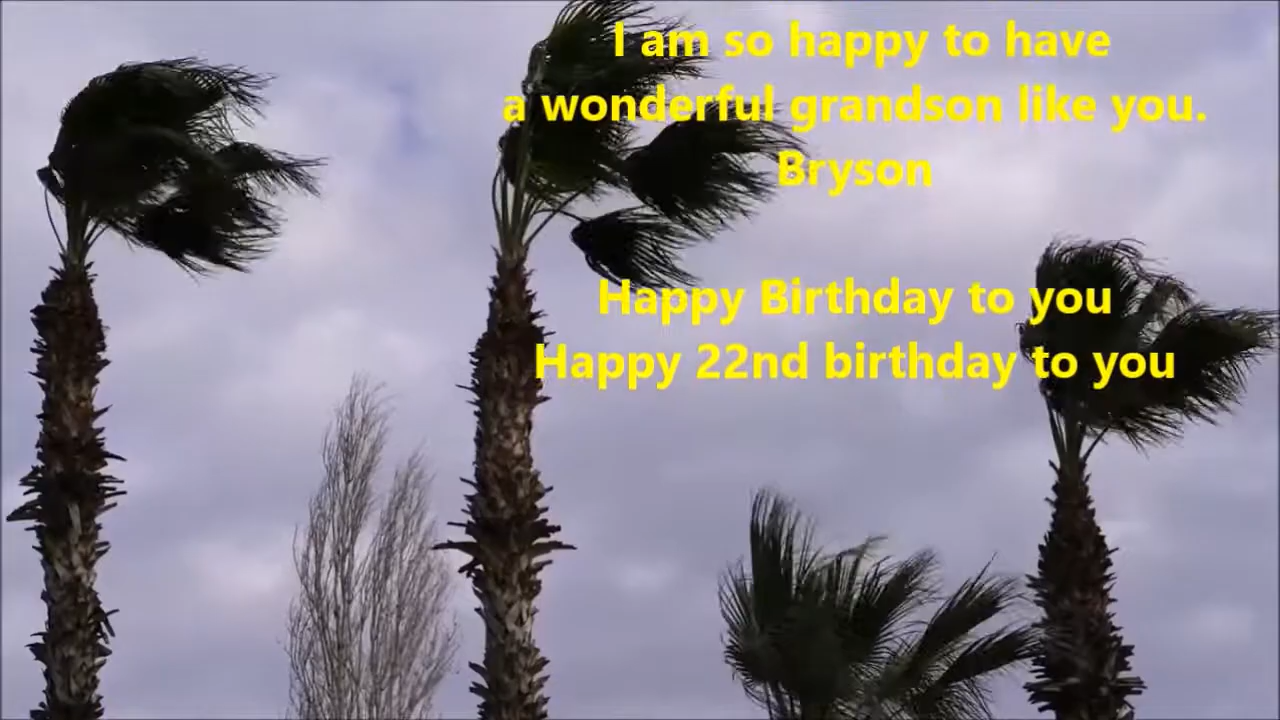 I am so happy to have
a wonderful grandson like you.
Bryson
Happy Birthday to you
Happy 22nd birthday to you